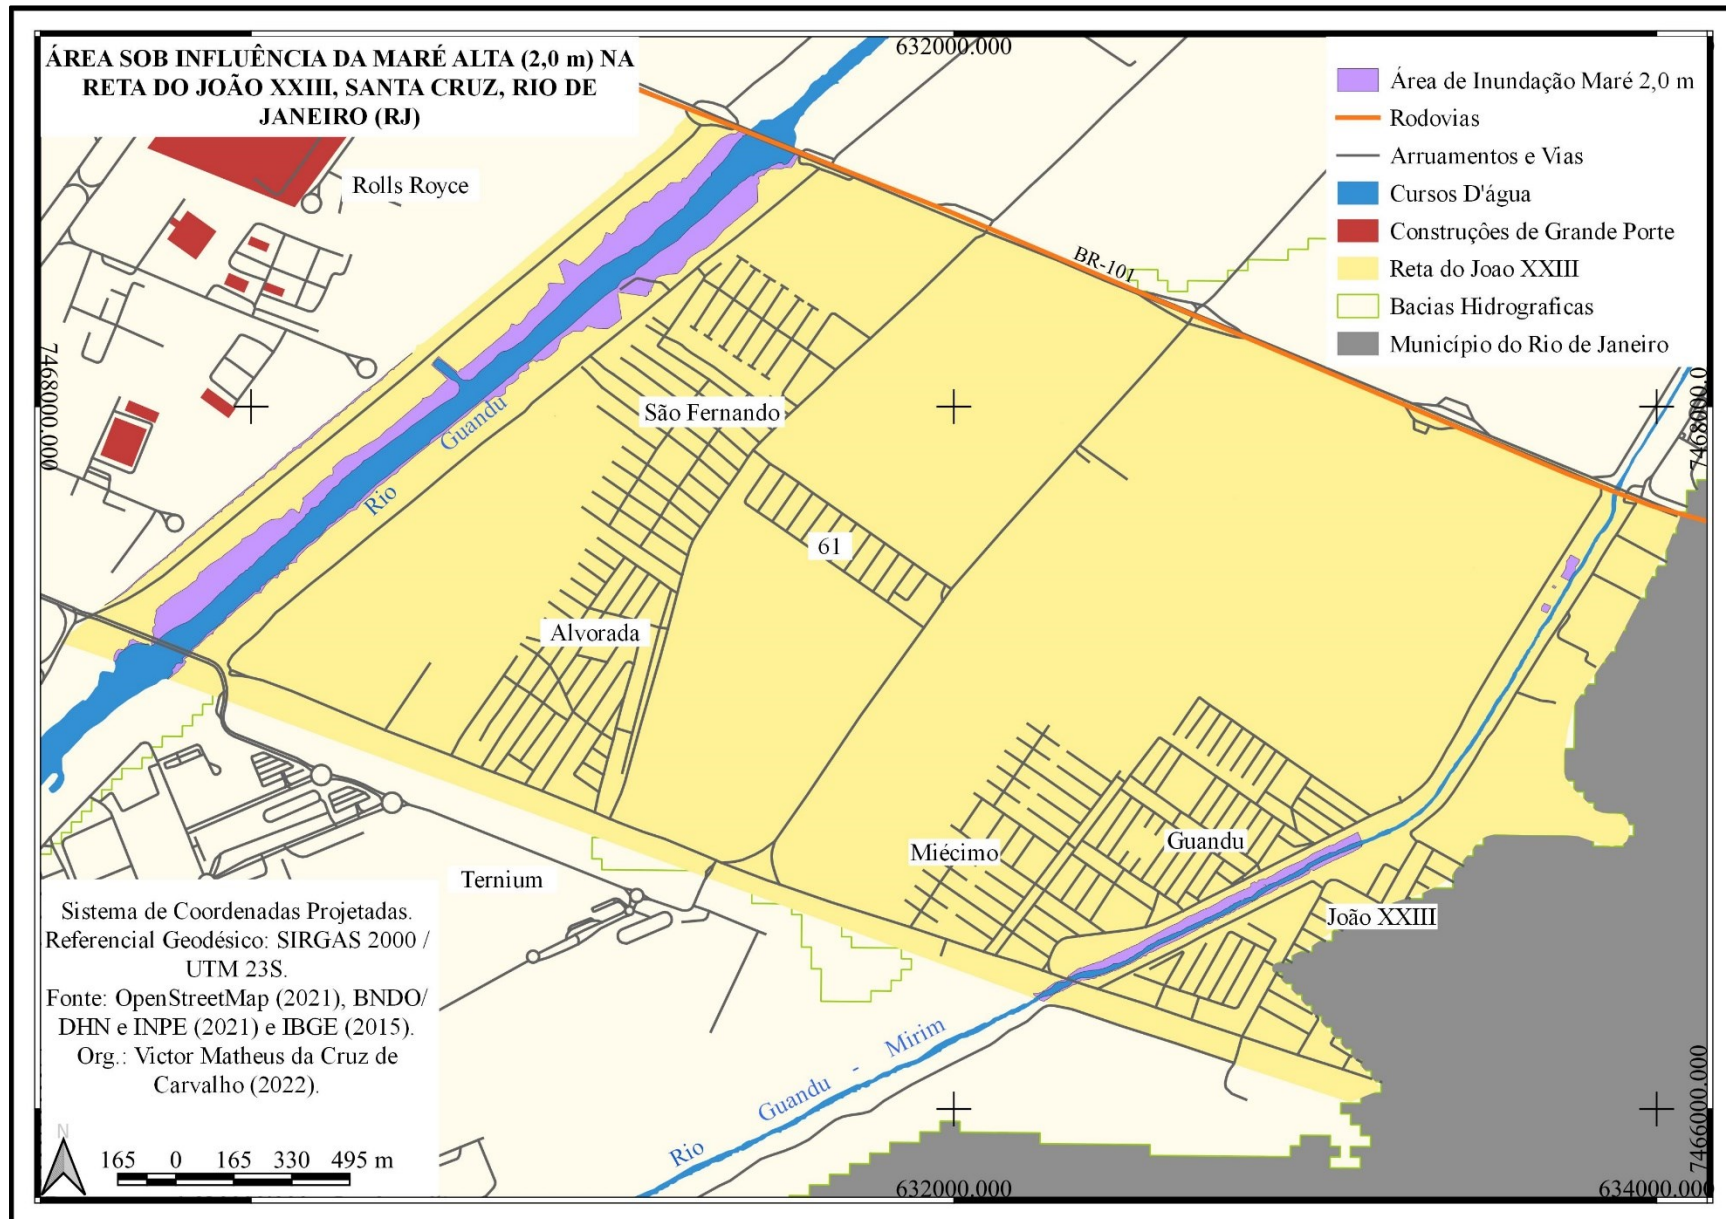 ÁREA SOB INFLUÊNCIA DA MARÉ ALTA (2,0 m) NA
RETA DO JOÃO XXIII, SANTA CRUZ, RIO DE
JANEIRO (RJ)
632000.000
Área de Inundação Maré 2,0 m
Rodovias
Arruamentos e Vias
Cursos D'água
Construções de Grande Porte
Reta do Joao XXIII
Bacias Hidrograficas
Município do Rio de Janeiro
Rolls Royce
BR-101
7468000.000
7468000.0
São Fernando
Rio Guandu
61
Alvorada
Guandu
Miécimo
Ternium
João XXIII
Rio Guandu - Mirim
Sistema de Coordenadas Projetadas.
Referencial Geodésico: SIRGAS 2000 /
UTM 23S.
Fonte: OpenStreetMap (2021), BNDO/
DHN e INPE (2021) e IBGE (2015).
Org.: Victor Matheus da Cruz de
Carvalho (2022).
N
165 0 165 330 495 m
7466000.000
632000.000
634000.000